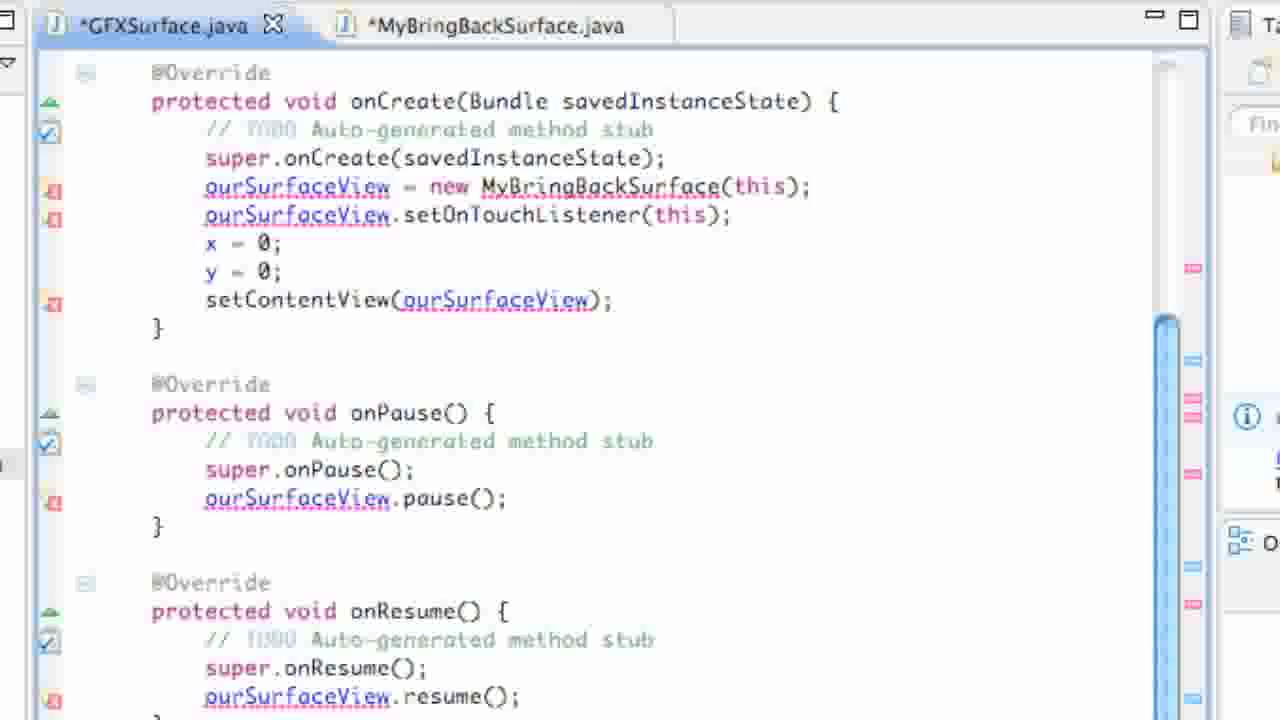 *GFXSurface.java
*MyBringBackSurface.java
@Override
protected void onCreate(Bundle savedInstanceState) {
// TODO Auto-generated method stub
super.onCreate(savedInstanceState);
ourSurfaceView = new MyBringBackSurface(this);
ourSurfaceView.setOnTouchListener(this);
x = 0;
y = 0;
setContentView(ourSurfaceView);
}
@Override
protected void onPause() {
// TODO Auto-generated method stub
super.onPause();
ourSurfaceView.pause();
}
@Override
protected void onResume() {
// TODO Auto-generated method stub
super.onResume();
ourSurfaceView.resume();